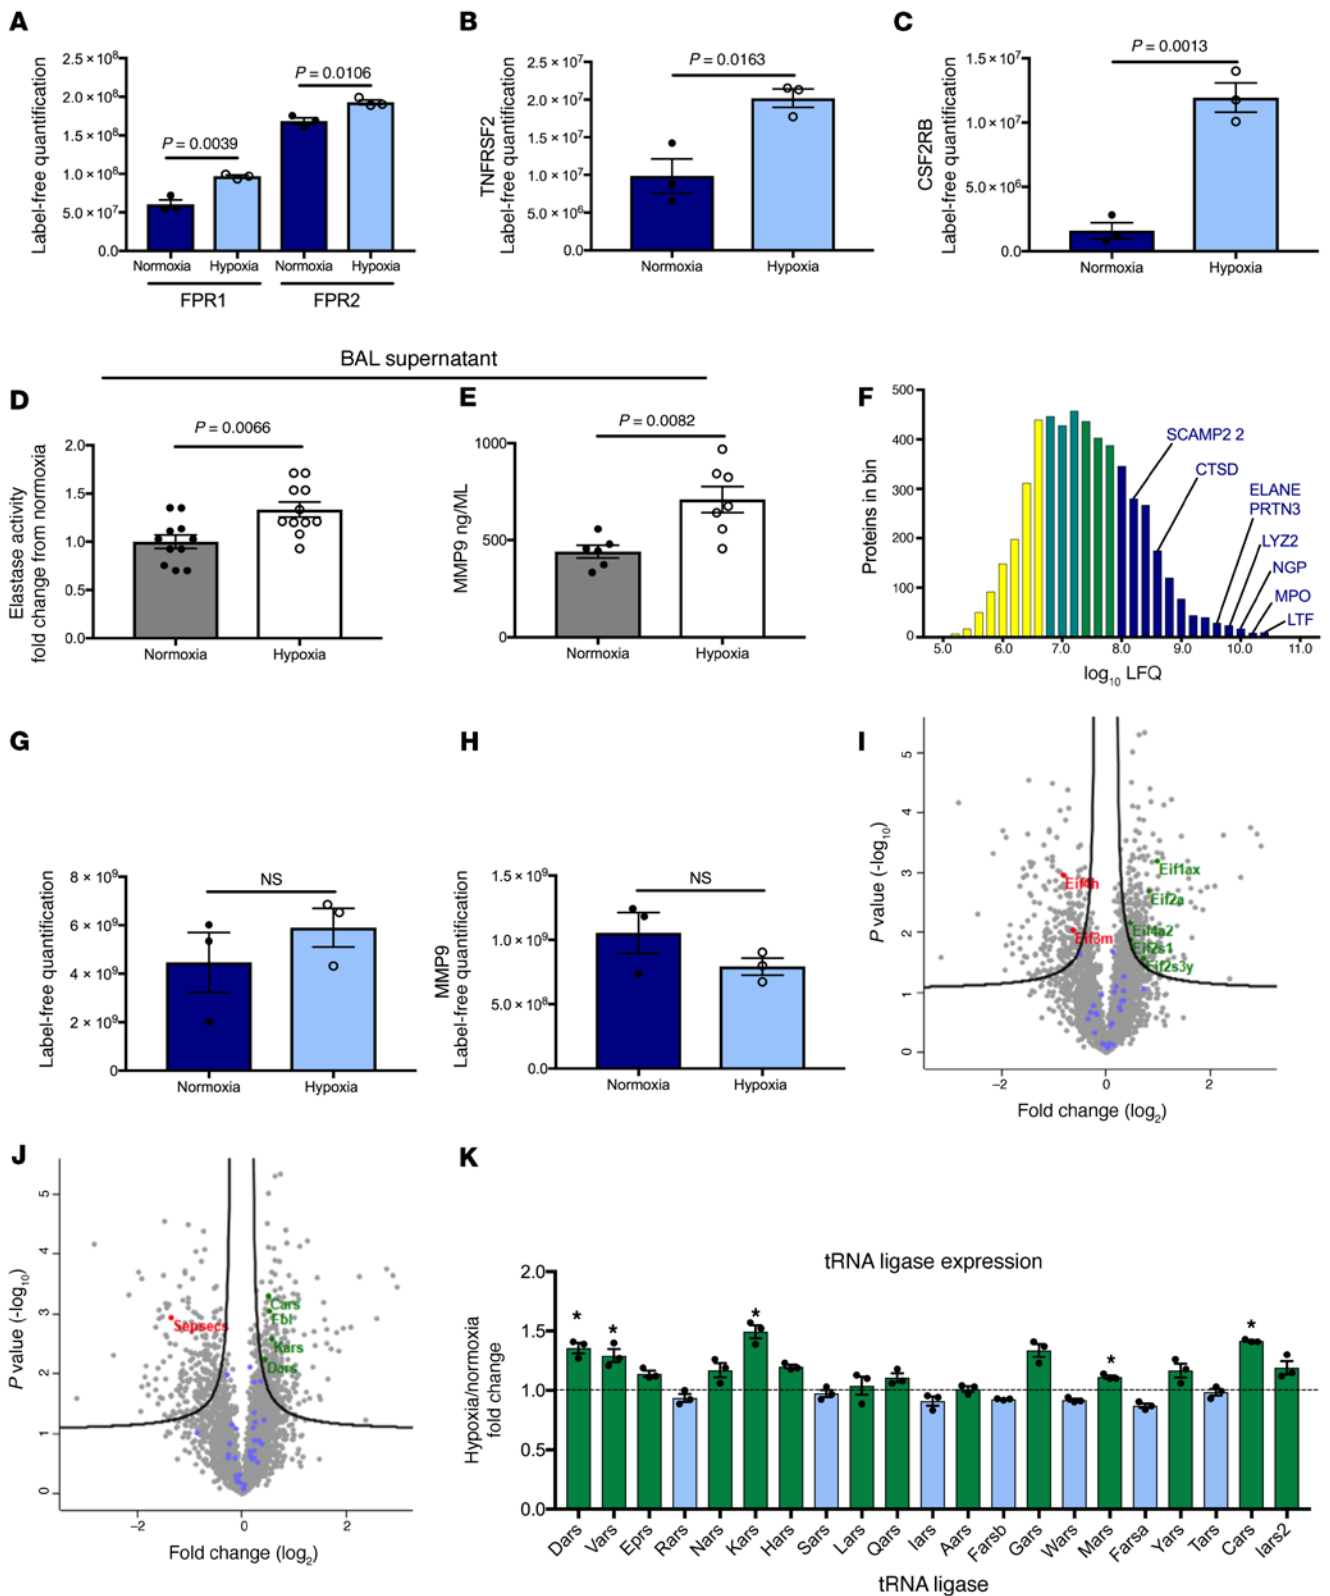 A
Label-free quantification
2.5 × 10⁸
2.0 × 10⁸
1.5 × 10⁸
1.0 × 10⁸
5.0 × 10⁷
0.0
P = 0.0039
P = 0.0106
Normoxia Hypoxia Normoxia Hypoxia
FPR1 FPR2
B
TNFRSF2
Label-free quantification
2.5 × 10⁷
2.0 × 10⁷
1.5 × 10⁷
1.0 × 10⁷
5.0 × 10⁶
0.0
P = 0.0163
Normoxia Hypoxia
C
CSF2RB
Label-free quantification
1.5 × 10⁷
1.0 × 10⁷
5.0 × 10⁶
0.0
P = 0.0013
Normoxia Hypoxia
BAL supernatant
D
Elastase activity
fold change from normoxia
2.0
1.5
1.0
0.5
0.0
P = 0.0066
Normoxia Hypoxia
E
MMP9 ng/ML
1000
500
0
P = 0.0082
Normoxia Hypoxia
F
Proteins in bin
500
400
300
200
100
0
SCAMP2 2
CTSD
ELANE
PRTN3
LYZ2
NGP
MPO
LTF
5.0 6.0 7.0 8.0 9.0 10.0 11.0
log₁₀ LFQ
G
Label-free quantification
8 × 10⁹
6 × 10⁹
4 × 10⁹
2 × 10⁹
0
NS
Normoxia Hypoxia
H
MMP9
Label-free quantification
1.5 × 10⁹
1.0 × 10⁹
5.0 × 10⁸
0.0
NS
Normoxia Hypoxia
I
P value (-log₁₀)
5
4
3
2
1
0
Eif4h
Eif3m
Eif1ax
Eif2a
Eif4a2
Eif2s1
Eif2s3y
−2 0 2
Fold change (log₂)
J
P value (-log₁₀)
5
4
3
2
1
0
Sepsecs
Cars
Fbl
Kars
Dars
−2 0 2
Fold change (log₂)
K
tRNA ligase expression
Hypoxia/normoxia
fold change
2.0
1.5
1.0
0.5
0.0
* * * * *
Dars Vars Eprs Rars Nars Kars Hars Sars Lars Qars Iars Aars Farsb Gars Wars Mars Farsa Yars Tars Cars Iars2
tRNA ligase